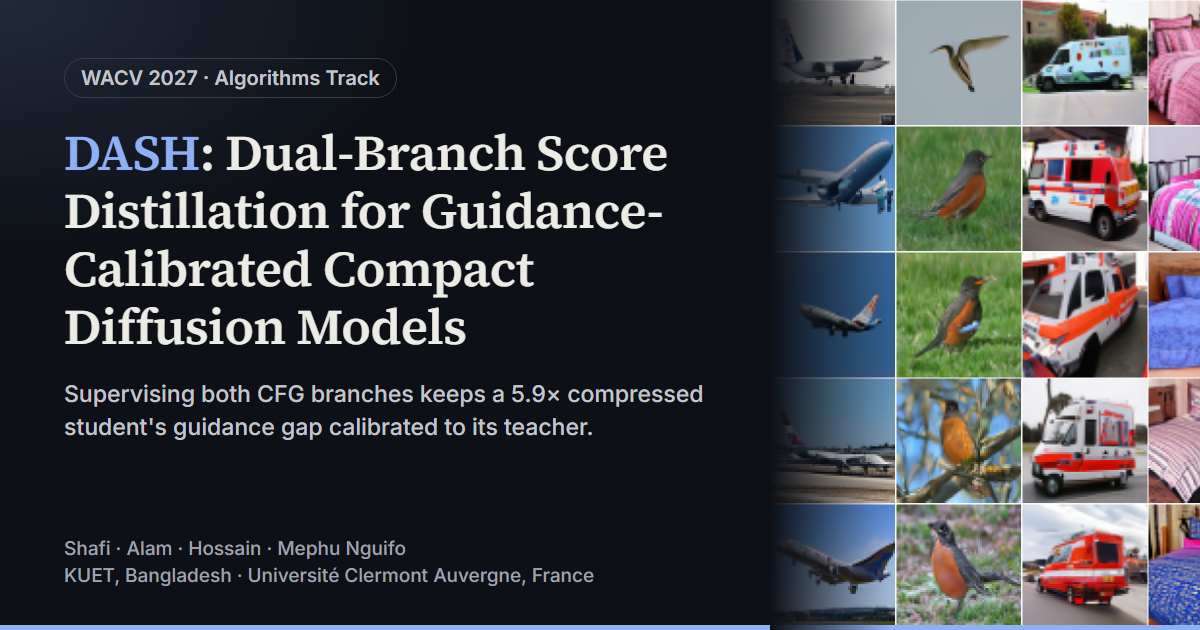 WACV 2027 · Algorithms Track
DASH: Dual-Branch Score
Distillation for Guidance-
Calibrated Compact
Diffusion Models
Supervising both CFG branches keeps a 5.9× compressed
student's guidance gap calibrated to its teacher.
Shafi · Alam · Hossain · Mephu Nguifo
KUET, Bangladesh · Université Clermont Auvergne, France